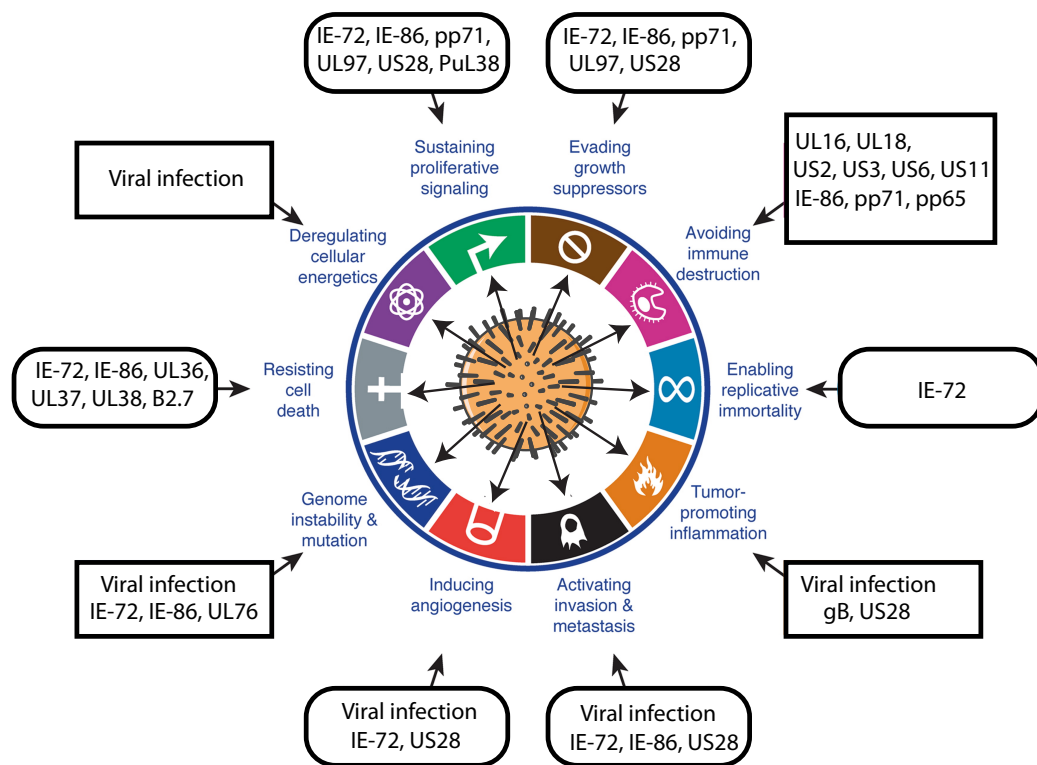 IE-72, IE-86, pp71,
UL97, US28, PuL38
IE-72, IE-86, pp71,
UL97, US28
Viral infection
Sustaining
proliferative
signaling
Evading
growth
suppressors
UL16, UL18,
US2, US3, US6, US11
IE-86, pp71, pp65
Deregulating
cellular
energetics
Avoiding
immune
destruction
IE-72, IE-86, UL36,
UL37, UL38, B2.7
Resisting
cell
death
Enabling
replicative
immortality
IE-72
Genome
instability &
mutation
Tumor-
promoting
inflammation
Viral infection
IE-72, IE-86, UL76
Inducing
angiogenesis
Activating
invasion &
metastasis
Viral infection
gB, US28
Viral infection
IE-72, US28
Viral infection
IE-72, IE-86, US28